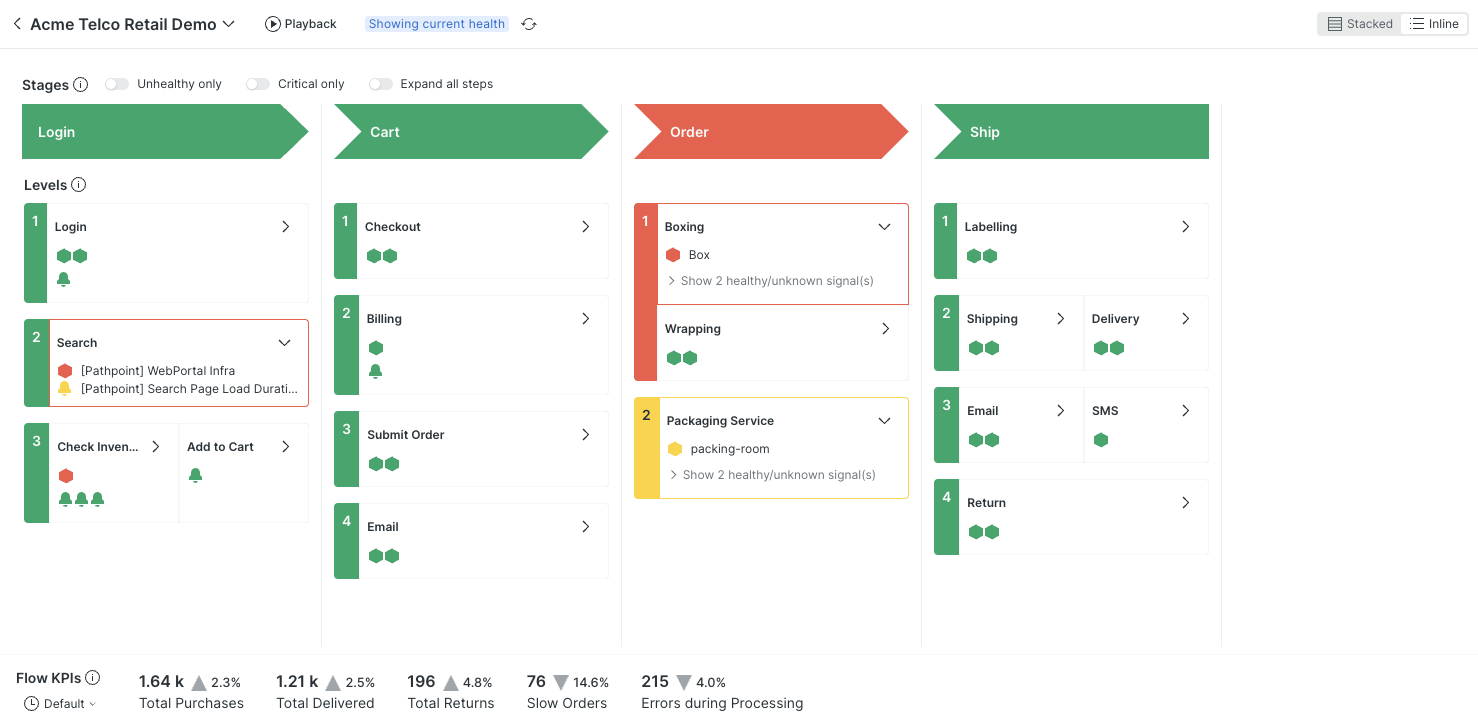 Acme Telco Retail Demo
Playback
Showing current health
Stacked
Inline
Stages
Unhealthy only
Critical only
Expand all steps
Login
Cart
Order
Ship
Levels
1
Login
2
Search
[Pathpoint] WebPortal Infra
[Pathpoint] Search Page Load Durati...
3
Check Inven...
Add to Cart
1
Checkout
2
Billing
3
Submit Order
4
Email
1
Boxing
Box
Show 2 healthy/unknown signal(s)
Wrapping
2
Packaging Service
packing-room
Show 2 healthy/unknown signal(s)
1
Labelling
2
Shipping
Delivery
3
Email
SMS
4
Return
Flow KPIs
Default
1.64 k 2.3%
Total Purchases
1.21 k 2.5%
Total Delivered
196 4.8%
Total Returns
76 14.6%
Slow Orders
215 4.0%
Errors during Processing